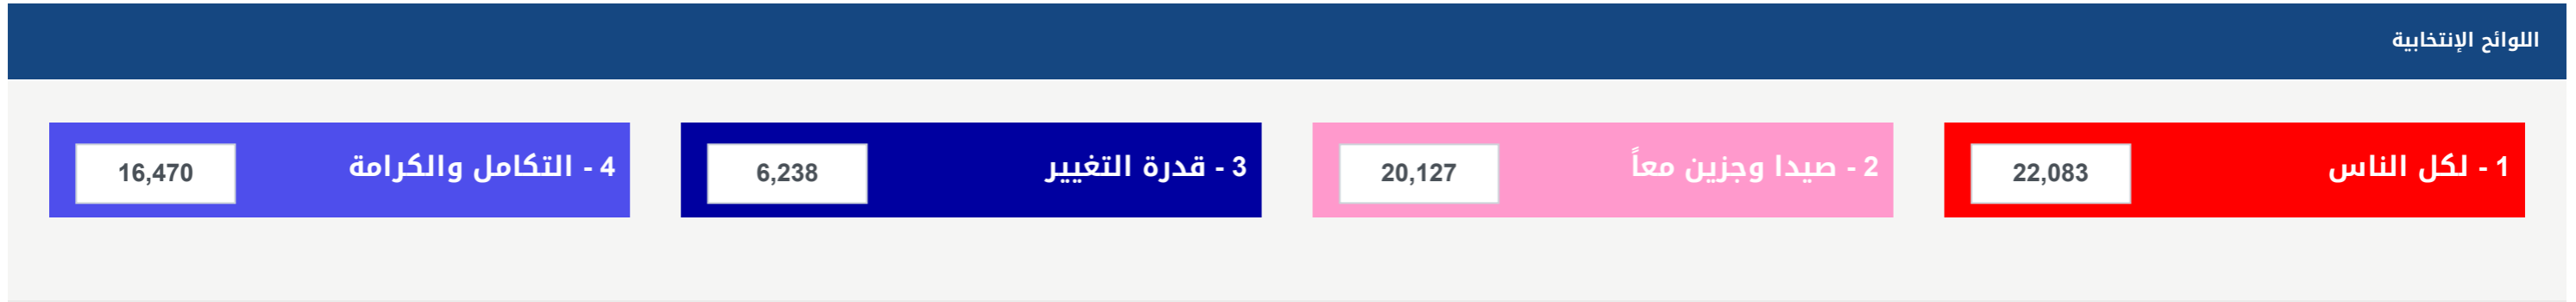 اللوائح الإنتخابية
1 - لكل الناس
22,083
2 - صيدا وجزين معاً
20,127
3 - قدرة التغيير
6,238
4 - التكامل والكرامة
16,470